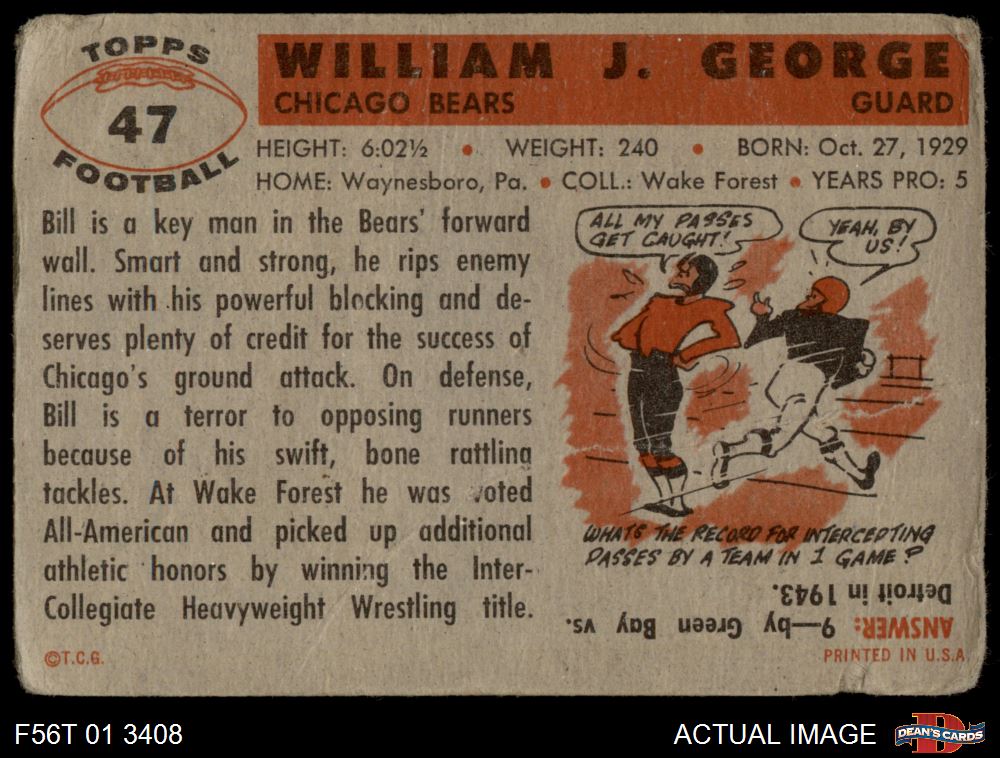 TOPPS
47
FOOTBALL
WILLIAM J. GEORGE
CHICAGO BEARS GUARD
HEIGHT: 6:02½ • WEIGHT: 240 • BORN: Oct. 27, 1929
HOME: Waynesboro, Pa. • COLL.: Wake Forest • YEARS PRO: 5
Bill is a key man in the Bears' forward
wall. Smart and strong, he rips enemy
lines with his powerful blocking and de-
serves plenty of credit for the success of
Chicago's ground attack. On defense,
Bill is a terror to opposing runners
because of his swift, bone rattling
tackles. At Wake Forest he was voted
All-American and picked up additional
athletic honors by winning the Inter-
Collegiate Heavyweight Wrestling title.
©T.C.G.
ALL MY PASSES
GET CAUGHT!
YEAH, BY
US!
WHATS THE RECORD FOR INTERCEPTING
PASSES BY A TEAM IN 1 GAME?
ANSWER: 9—by Green Bay vs.
Detroit in 1943.
PRINTED IN U.S.A
F56T 01 3408
ACTUAL IMAGE
D
DEAN'S CARDS